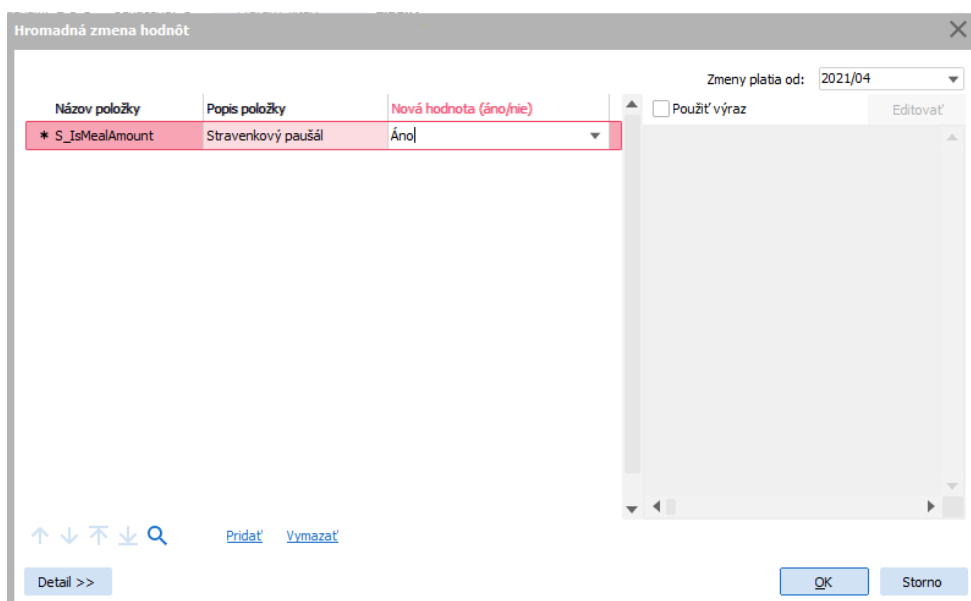 Hromadná zmena hodnôt
Zmeny platia od: 2021/04
Názov položky Popis položky Nová hodnota (áno/nie) Použiť výraz Editovať
* S_IsMealAmount Stravenkový paušál Áno
Pridať Vymazať
Detail >> OK Storno